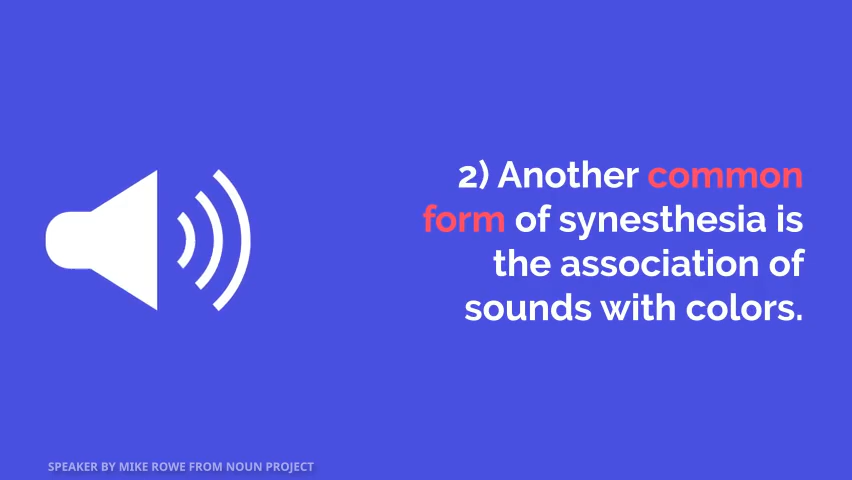 2) Another common
form of synesthesia is
the association of
sounds with colors.
SPEAKER BY MIKE ROWE FROM NOUN PROJECT